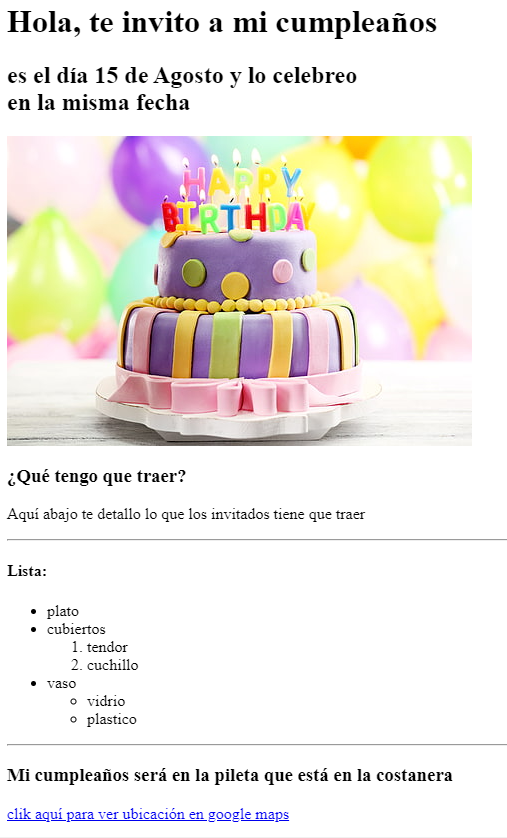 Hola, te invito a mi cumpleaños
es el día 15 de Agosto y lo celebreo
en la misma fecha
HAPPY
BIRTHDAY
¿Qué tengo que traer?
Aquí abajo te detallo lo que los invitados tiene que traer
Lista:
• plato
• cubiertos
1. tendor
2. cuchillo
• vaso
○ vidrio
○ plastico
Mi cumpleaños será en la pileta que está en la costanera
clik aquí para ver ubicación en google maps